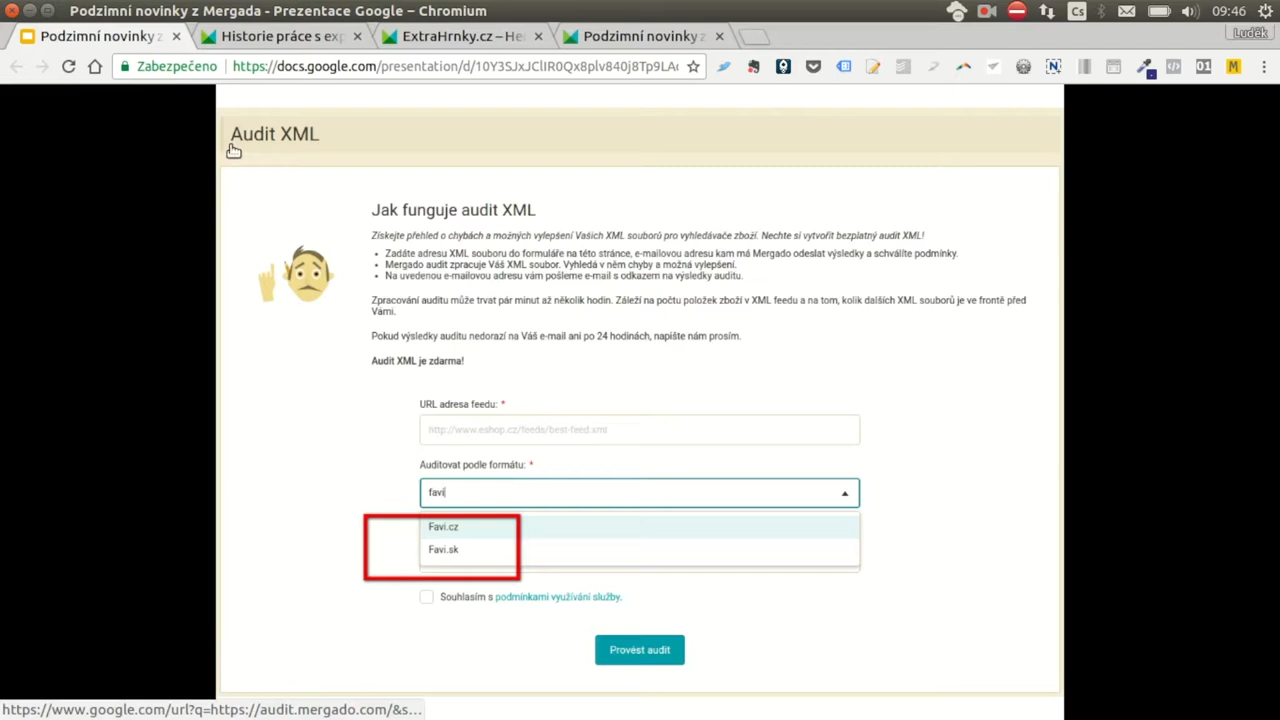 Podzimní novinky z Mergada - Prezentace Google – Chromium
Cs
09:46
Podzimní novinky z
Historie práce s exp
ExtraHrnky.cz – He
Podzimní novinky z
Luděk
Zabezpečeno
https://docs.google.com/presentation/d/10Y3SJxJClIR0Qx8plv840j8Tp9LA
01
M
Audit XML
Jak funguje audit XML
Získejte přehled o chybách a možných vylepšení Vašich XML souborů pro vyhledávače zboží. Nechte si vytvořit bezplatný audit XML!
• Zadáte adresu XML souboru do formuláře na této stránce, e-mailovou adresu kam má Mergado odeslat výsledky a schválíte podmínky.
• Mergado audit zpracuje Váš XML soubor. Vyhledá v něm chyby a možná vylepšení.
• Na uvedenou e-mailovou adresu vám pošleme e-mail s odkazem na výsledky auditu.
Zpracování auditu může trvat pár minut až několik hodin. Záleží na počtu položek zboží v XML feedu a na tom, kolik dalších XML souborů je ve frontě před
Vámi.
Pokud výsledky auditu nedorazí na Váš e-mail ani po 24 hodinách, napište nám prosím.
Audit XML je zdarma!
URL adresa feedu: *
http://www.eshop.cz/feeds/best-feed.xml
Auditovat podle formátu: *
favi
Favi.cz
Favi.sk
Souhlasím s podmínkami využívání služby.
Provést audit
https://www.google.com/url?q=https://audit.mergado.com/&s...